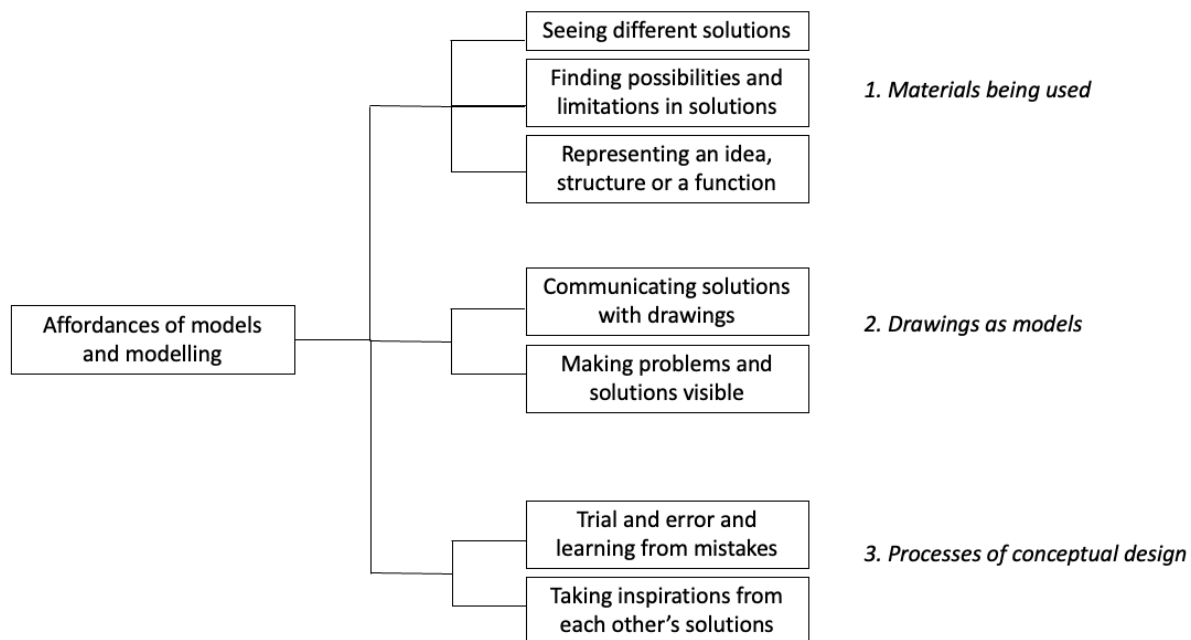 Seeing different solutions
Finding possibilities and
limitations in solutions
Representing an idea,
structure or a function
1. Materials being used
Affordances of models
and modelling
Communicating solutions
with drawings
Making problems and
solutions visible
2. Drawings as models
Trial and error and
learning from mistakes
Taking inspirations from
each other’s solutions
3. Processes of conceptual design